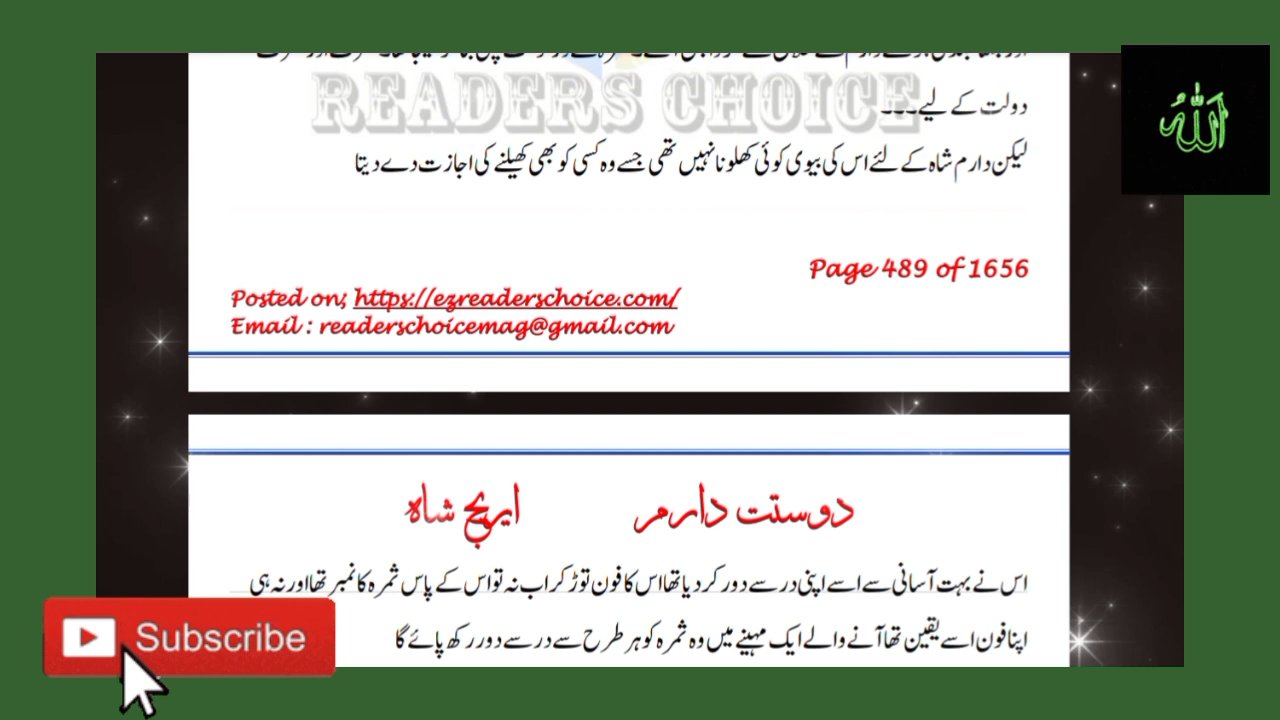 READERS CHOICE
دولت کے لیے۔۔۔
لیکن دارم شاہ کے لئے اس کی بیوی کوئی کھلونا نہیں تھی جسے وہ کسی کو بھی کھیلنے کی اجازت دے دیتا
Page 489 of 1656
Posted on; https://ezreaderschoice.com/
Email : readerschoicemag@gmail.com
دوستت دارمر ایریج شاہ
اس نے بہت آسانی سے اسے اپنی در سے دور کر دیا تھا اس کا فون توڑ کر اب نہ تو اس کے پاس ثمرہ کا نمبر تھا اور نہ ہی
اپنا فون اسے یقین تھا آنے والے ایک مہینے میں وہ ثمرہ کو ہر طرح سے در سے دور رکھ پائے گا
الله
Subscribe